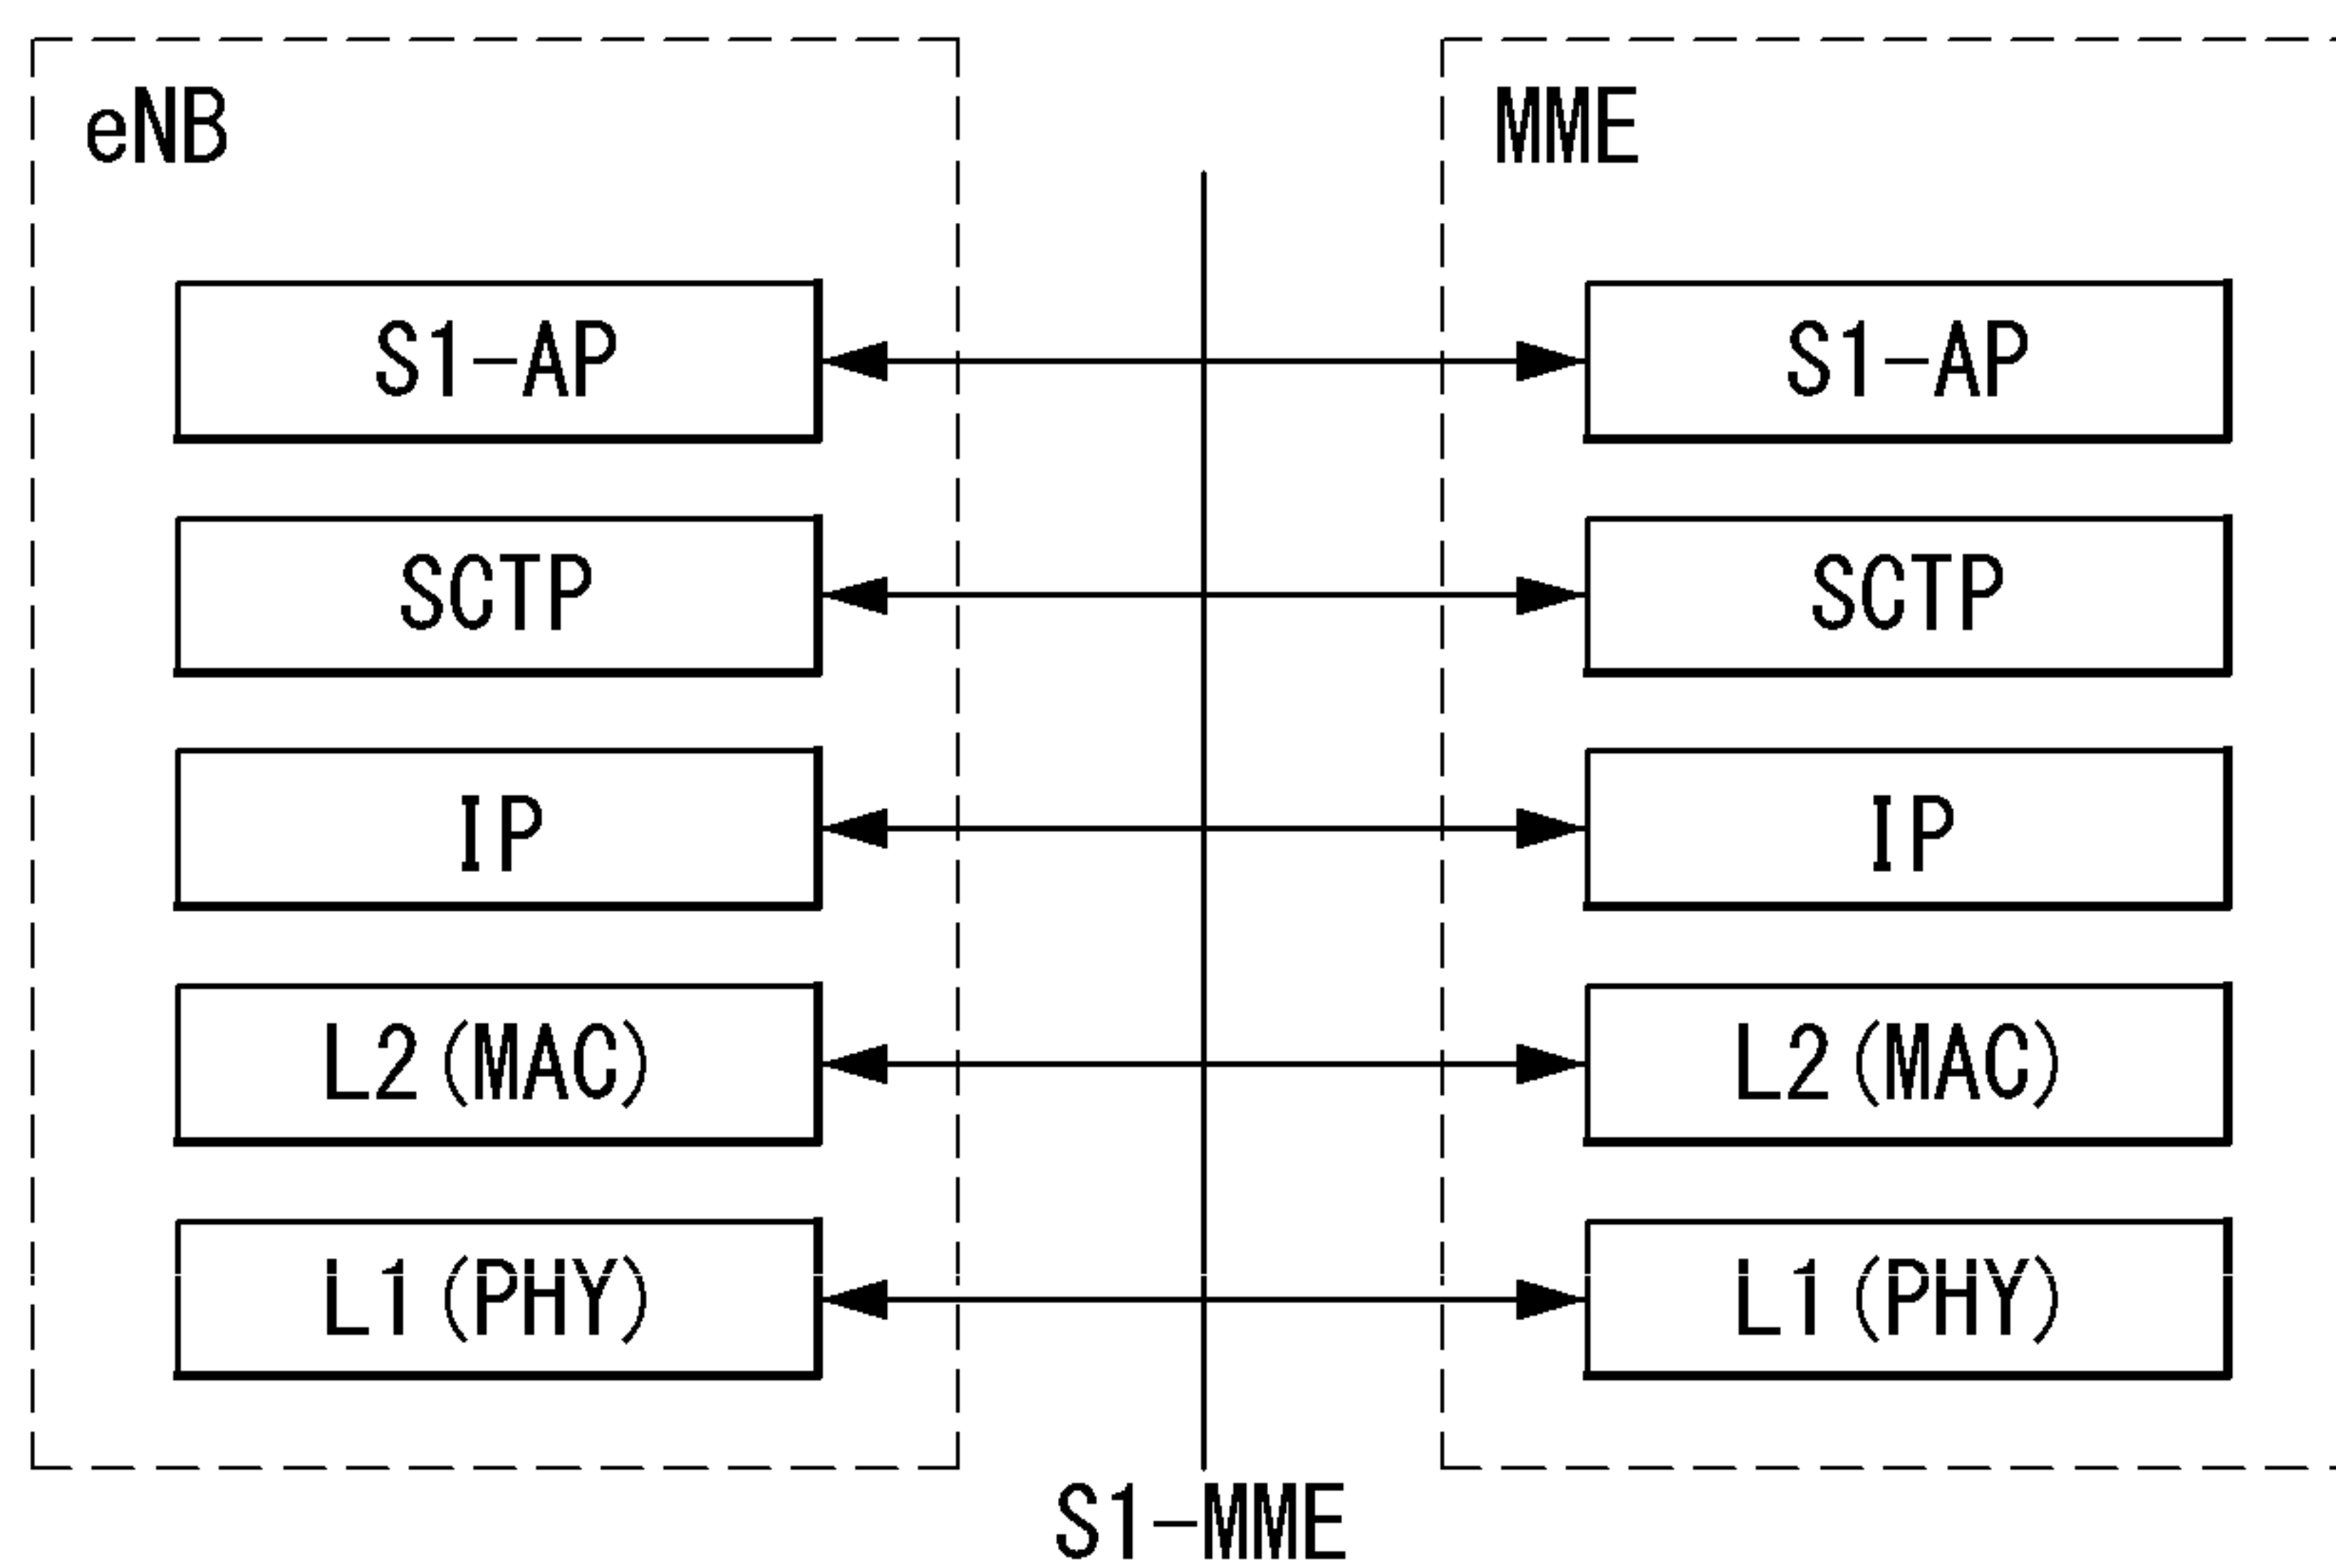 eNB
MME
S1-AP
S1-AP
SCTP
SCTP
IP
IP
L2(MAC)
L2(MAC)
L1(PHY)
L1(PHY)
S1-MME